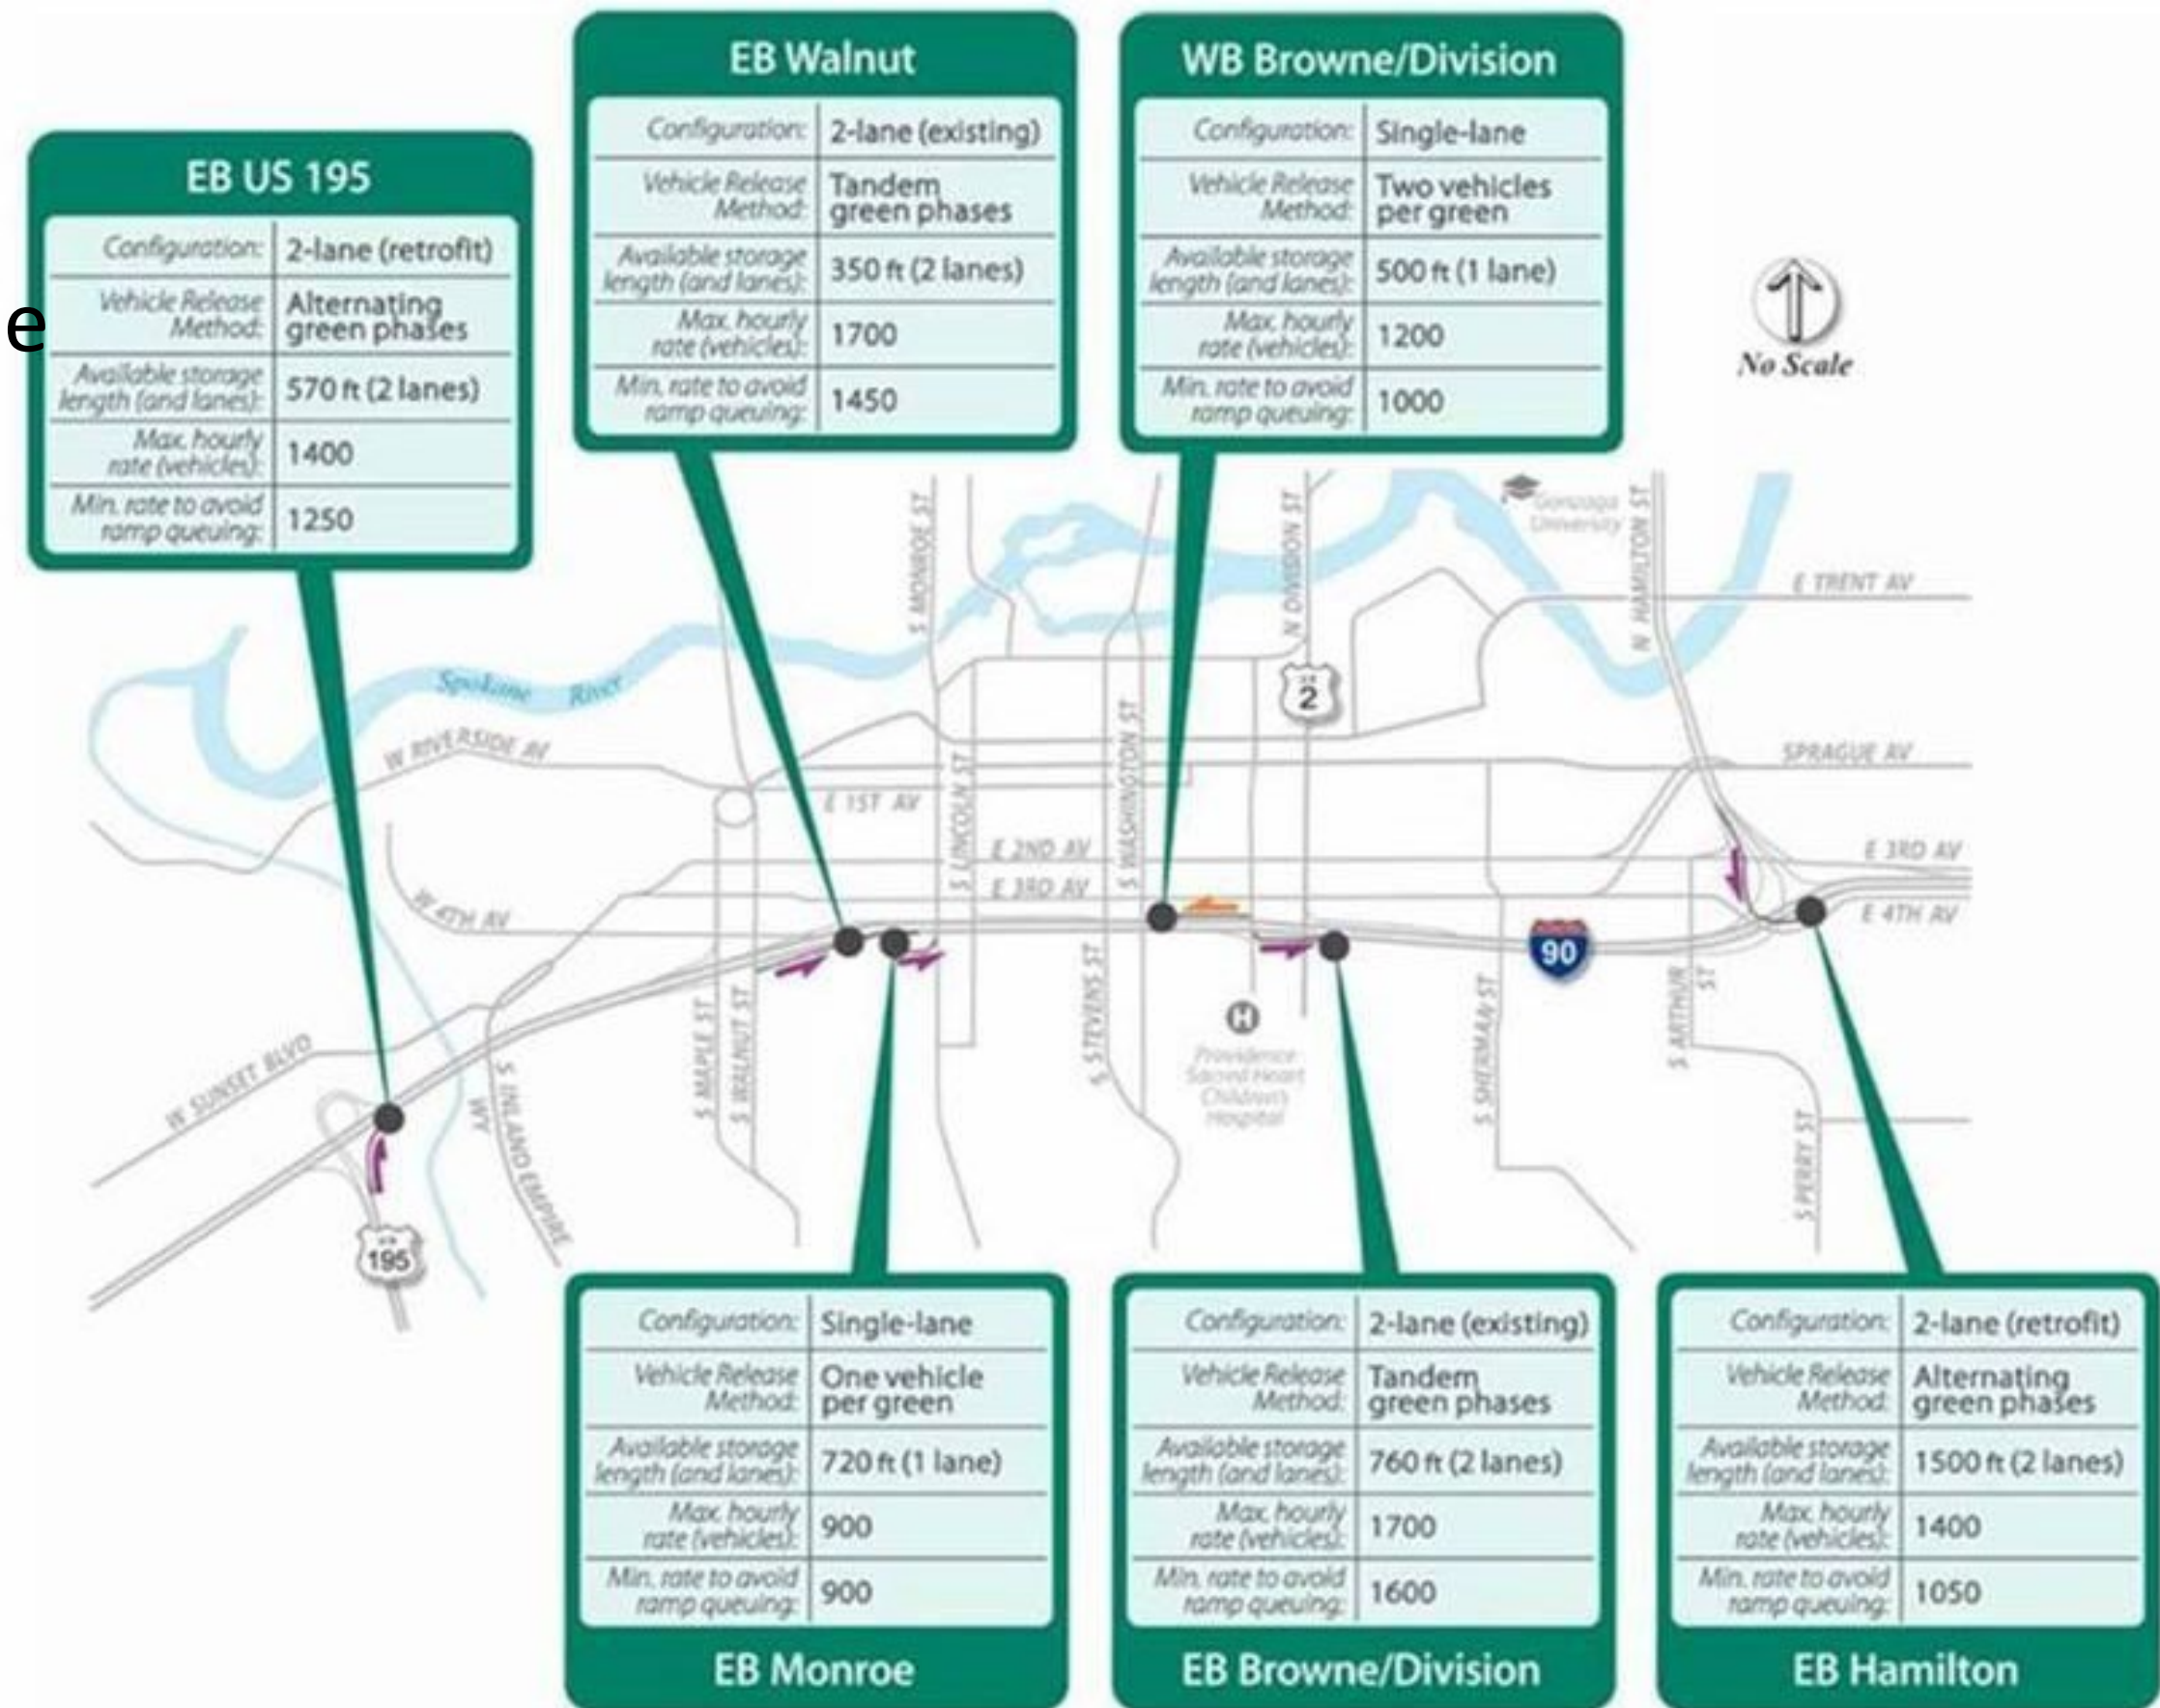 EB Walnut
Configuration: 2-lane (existing)
Vehicle Release Method: Tandem green phases
Available storage length (and lanes): 350 ft (2 lanes)
Max. hourly rate (vehicles): 1700
Min. rate to avoid ramp queuing: 1450
WB Browne/Division
Configuration: Single-lane
Vehicle Release Method: Two vehicles per green
Available storage length (and lanes): 500 ft (1 lane)
Max. hourly rate (vehicles): 1200
Min. rate to avoid ramp queuing: 1000
EB US 195
Configuration: 2-lane (retrofit)
Vehicle Release Method: Alternating green phases
Available storage length (and lanes): 570 ft (2 lanes)
Max. hourly rate (vehicles): 1400
Min. rate to avoid ramp queuing: 1250
e
No Scale
S MONROE ST
N DIVISION ST
Gonzaga
University
N HAMILTON ST
E TRENT AV
Spokane River
US
2
W RIVERSIDE AV
S LINCOLN ST
S WASHINGTON ST
SPRAGUE AV
E 1ST AV
E 2ND AV
E 3RD AV
E 3RD AV
W 4TH AV
E 4TH AV
90
S MAPLE ST
S WALNUT ST
S STEVENS ST
H
Providence
Sacred Heart
Children's
Hospital
S SHERMAN ST
S ARTHUR
ST
S PERRY ST
W SUNSET BLVD
S INLAND EMPIRE
WY
US
195
Configuration: Single-lane
Vehicle Release Method: One vehicle per green
Available storage length (and lanes): 720 ft (1 lane)
Max. hourly rate (vehicles): 900
Min. rate to avoid ramp queuing: 900
EB Monroe
Configuration: 2-lane (existing)
Vehicle Release Method: Tandem green phases
Available storage length (and lanes): 760 ft (2 lanes)
Max. hourly rate (vehicles): 1700
Min. rate to avoid ramp queuing: 1600
EB Browne/Division
Configuration: 2-lane (retrofit)
Vehicle Release Method: Alternating green phases
Available storage length (and lanes): 1500 ft (2 lanes)
Max. hourly rate (vehicles): 1400
Min. rate to avoid ramp queuing: 1050
EB Hamilton